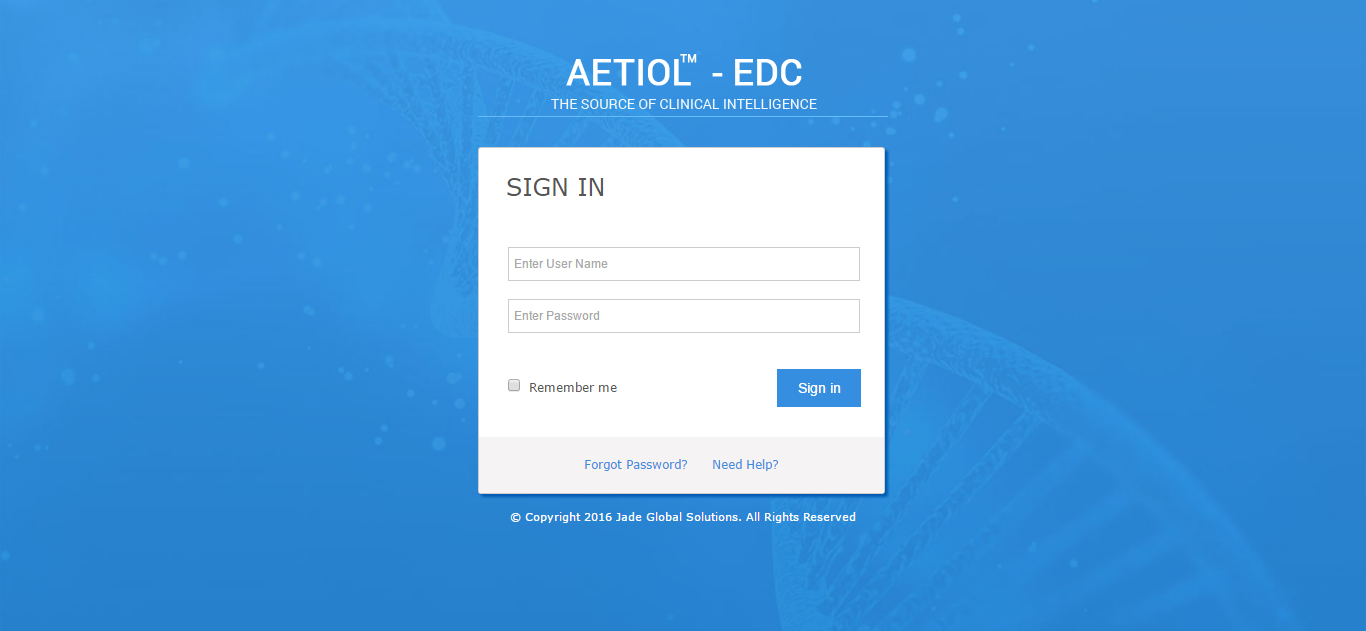 AETIOL™ - EDC
THE SOURCE OF CLINICAL INTELLIGENCE
SIGN IN
Enter User Name
Enter Password
Remember me
Sign in
Forgot Password? Need Help?
© Copyright 2016 Jade Global Solutions. All Rights Reserved